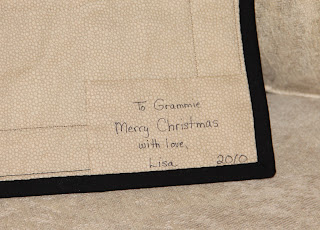 To Grammie
Merry Christmas
with love,
Lisa 2010